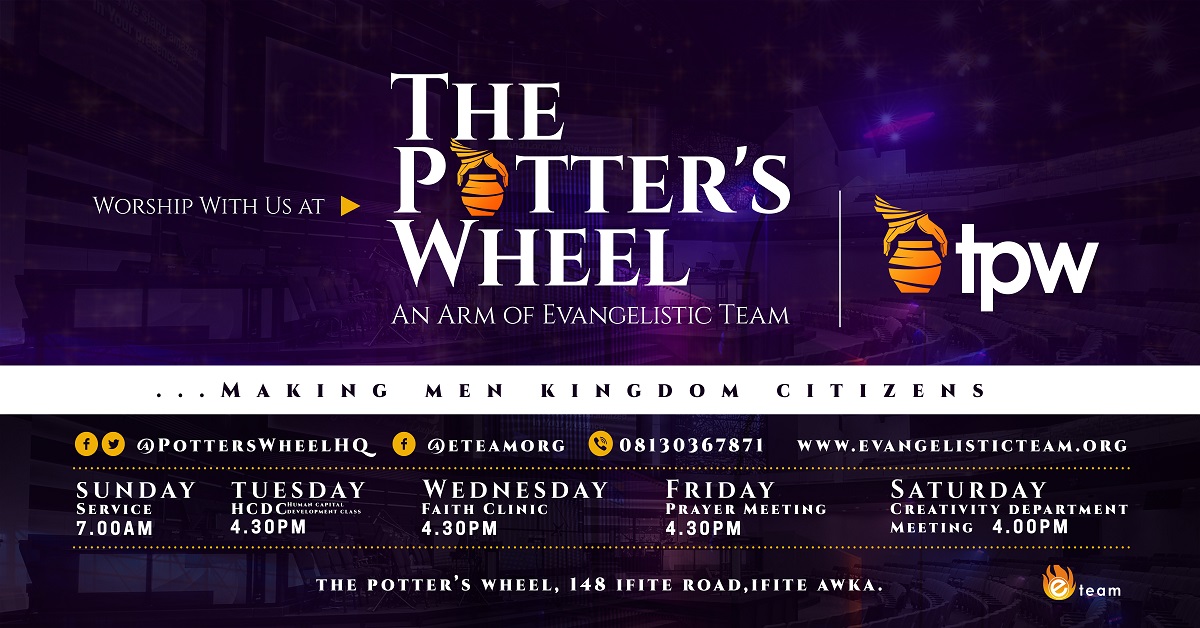 The
Potter's
Wheel
Worship With Us at
An Arm of Evangelistic Team
tpw
...Making men kingdom citizens
@PottersWheelHQ @eteamorg 08130367871 www.evangelisticteam.org
Sunday
Service
7.00AM
Tuesday
HCDC Human Capital Development Class
4.30PM
Wednesday
Faith Clinic
4.30PM
Friday
Prayer Meeting
4.30PM
Saturday
Creativity department
Meeting 4.00PM
the potter's wheel, 148 ifite road,ifite awka.
e team